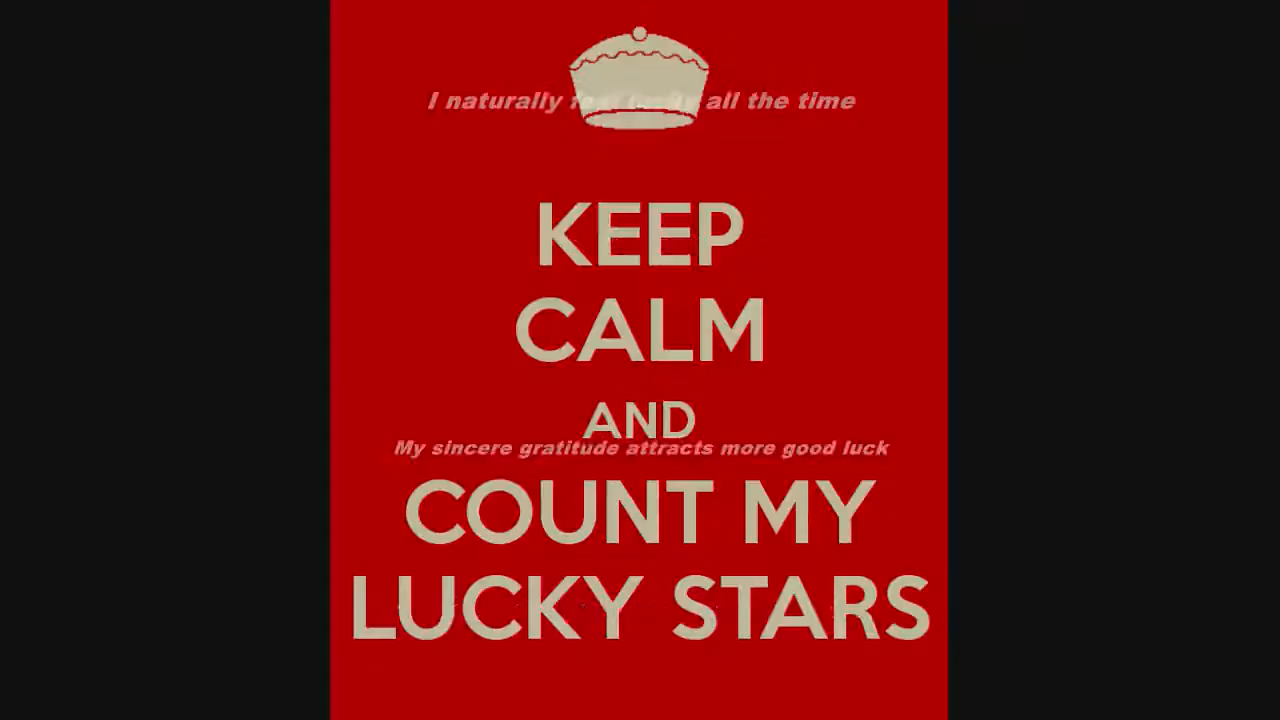 I naturally all the time
KEEP
CALM
AND
My sincere gratitude attracts more good luck
COUNT MY
LUCKY STARS